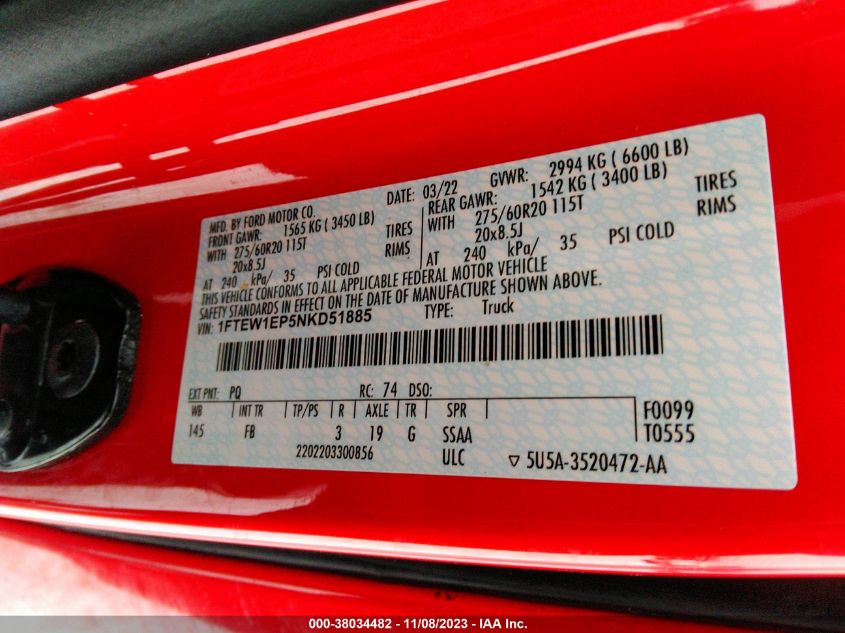 MFD. BY FORD MOTOR CO. DATE: 03/22 GVWR: 2994 KG ( 6600 LB)
FRONT GAWR: 1565 KG ( 3450 LB) REAR GAWR: 1542 KG ( 3400 LB)
WITH 275/60R20 115T TIRES WITH 275/60R20 115T TIRES
20x8.5J RIMS 20x8.5J RIMS
AT 240 kPa/ 35 PSI COLD AT 240 kPa/ 35 PSI COLD
THIS VEHICLE CONFORMS TO ALL APPLICABLE FEDERAL MOTOR VEHICLE
SAFETY STANDARDS IN EFFECT ON THE DATE OF MANUFACTURE SHOWN ABOVE.
VIN: 1FTEW1EP5NKD51885 TYPE: Truck
EXT PNT: PQ RC: 74 DSO:
WB INT TR TP/PS R AXLE TR SPR F0099
145 FB 3 19 G SSAA T0555
2202203300856 ULC ▽ 5U5A-3520472-AA
000-38034482 - 11/08/2023 - IAA Inc.